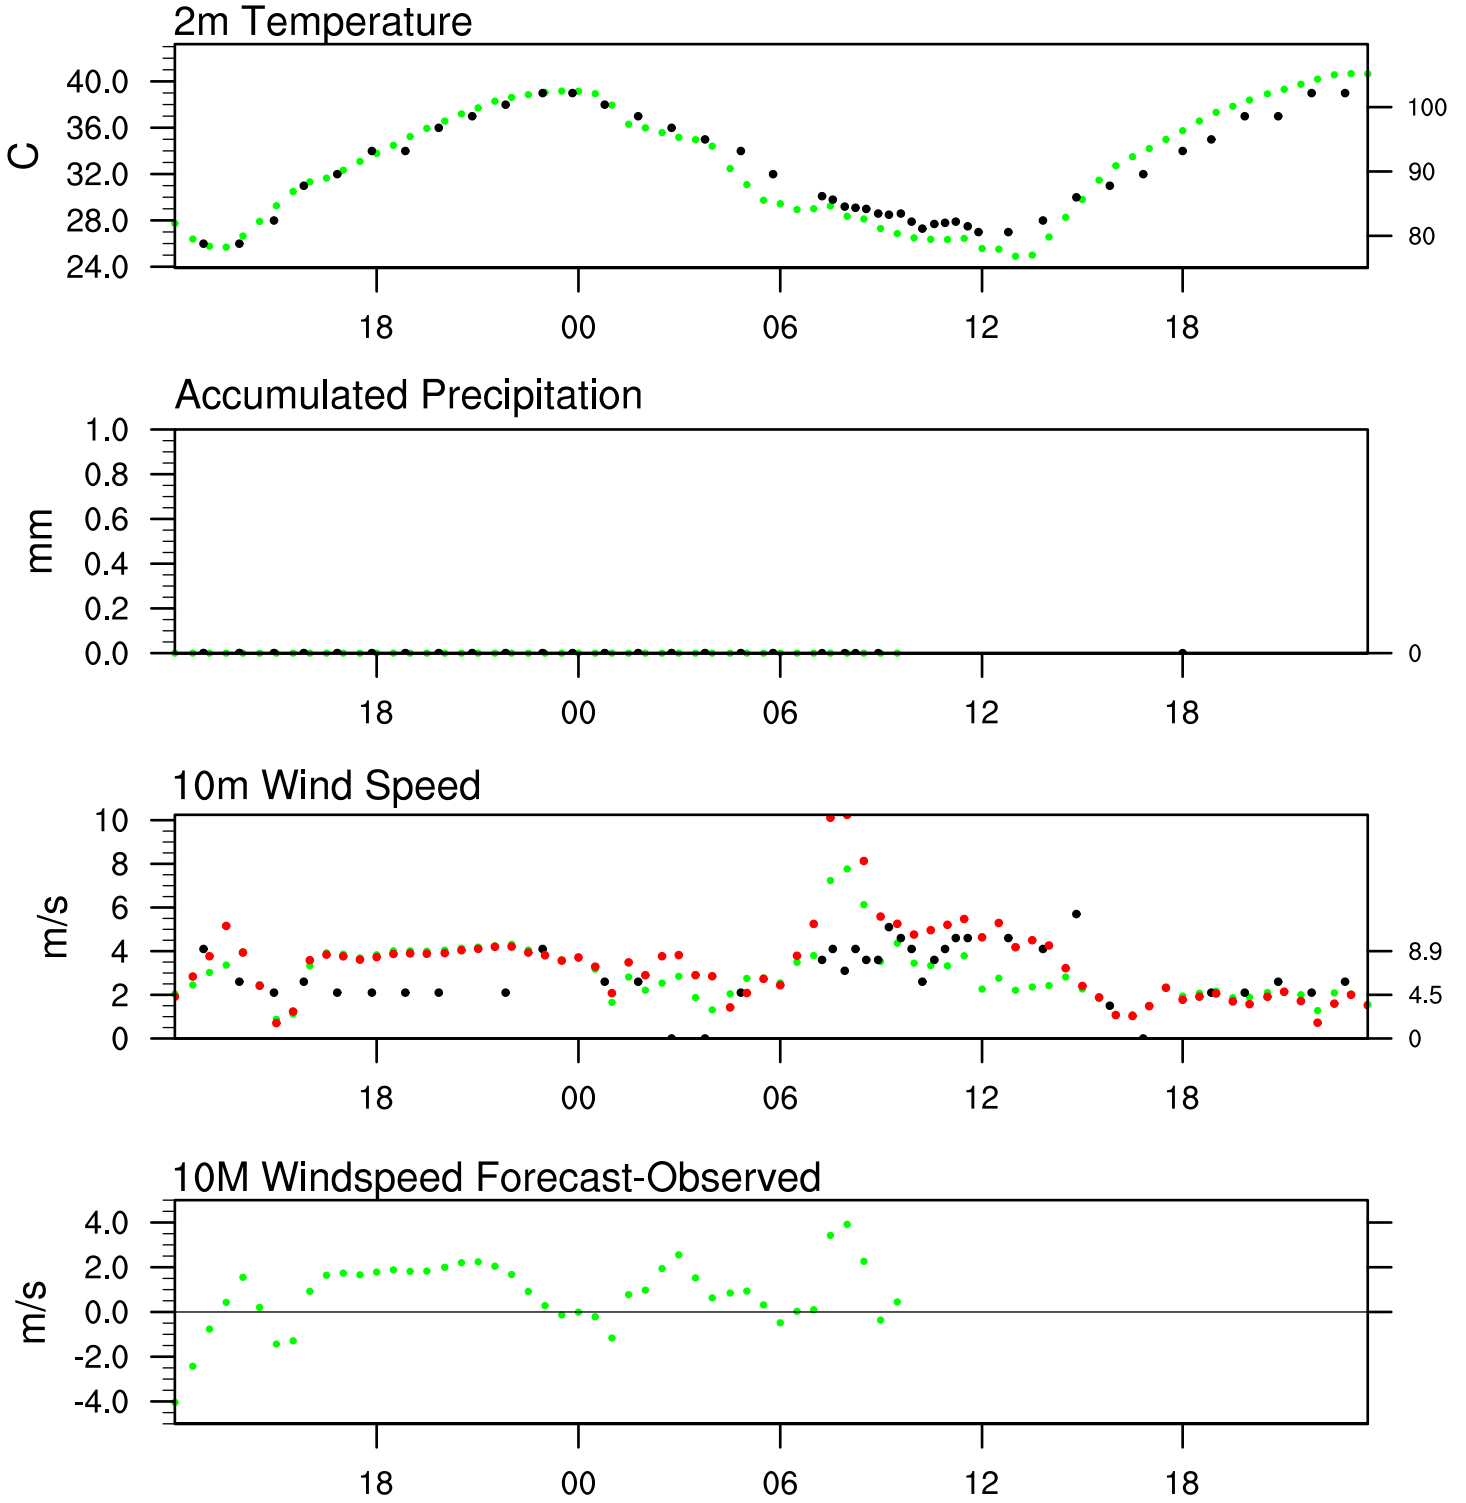 2m Temperature
40.0
36.0
32.0
28.0
24.0
C
100
90
80
18 00 06 12 18
Accumulated Precipitation
1.0
0.8
0.6
0.4
0.2
0.0
mm
0
18 00 06 12 18
10m Wind Speed
10
8
6
4
2
0
m/s
8.9
4.5
0
18 00 06 12 18
10M Windspeed Forecast-Observed
4.0
2.0
0.0
-2.0
-4.0
m/s
18 00 06 12 18